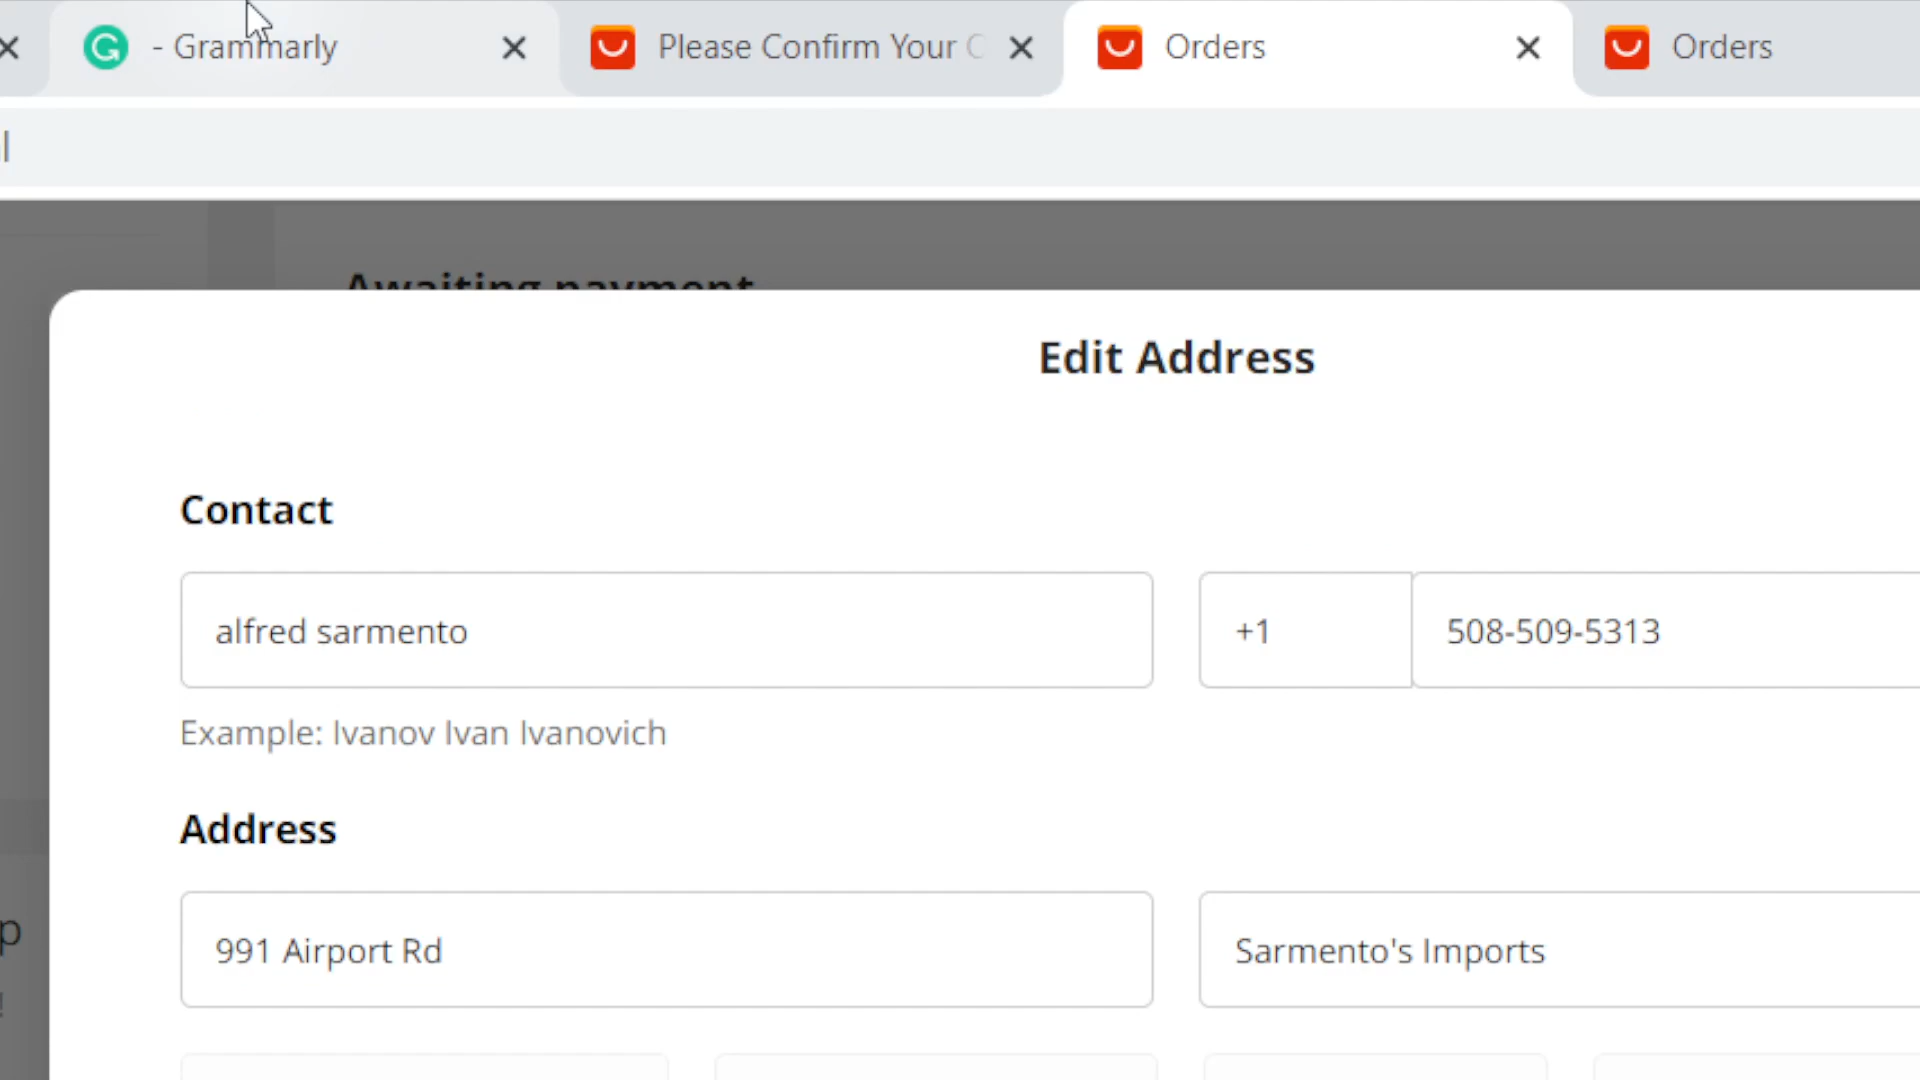 - Grammarly
Please Confirm Your C
Orders
Orders
l
Awaiting payment
Edit Address
Contact
alfred sarmento
+1
508-509-5313
Example: Ivanov Ivan Ivanovich
Address
991 Airport Rd
Sarmento's Imports
p
!